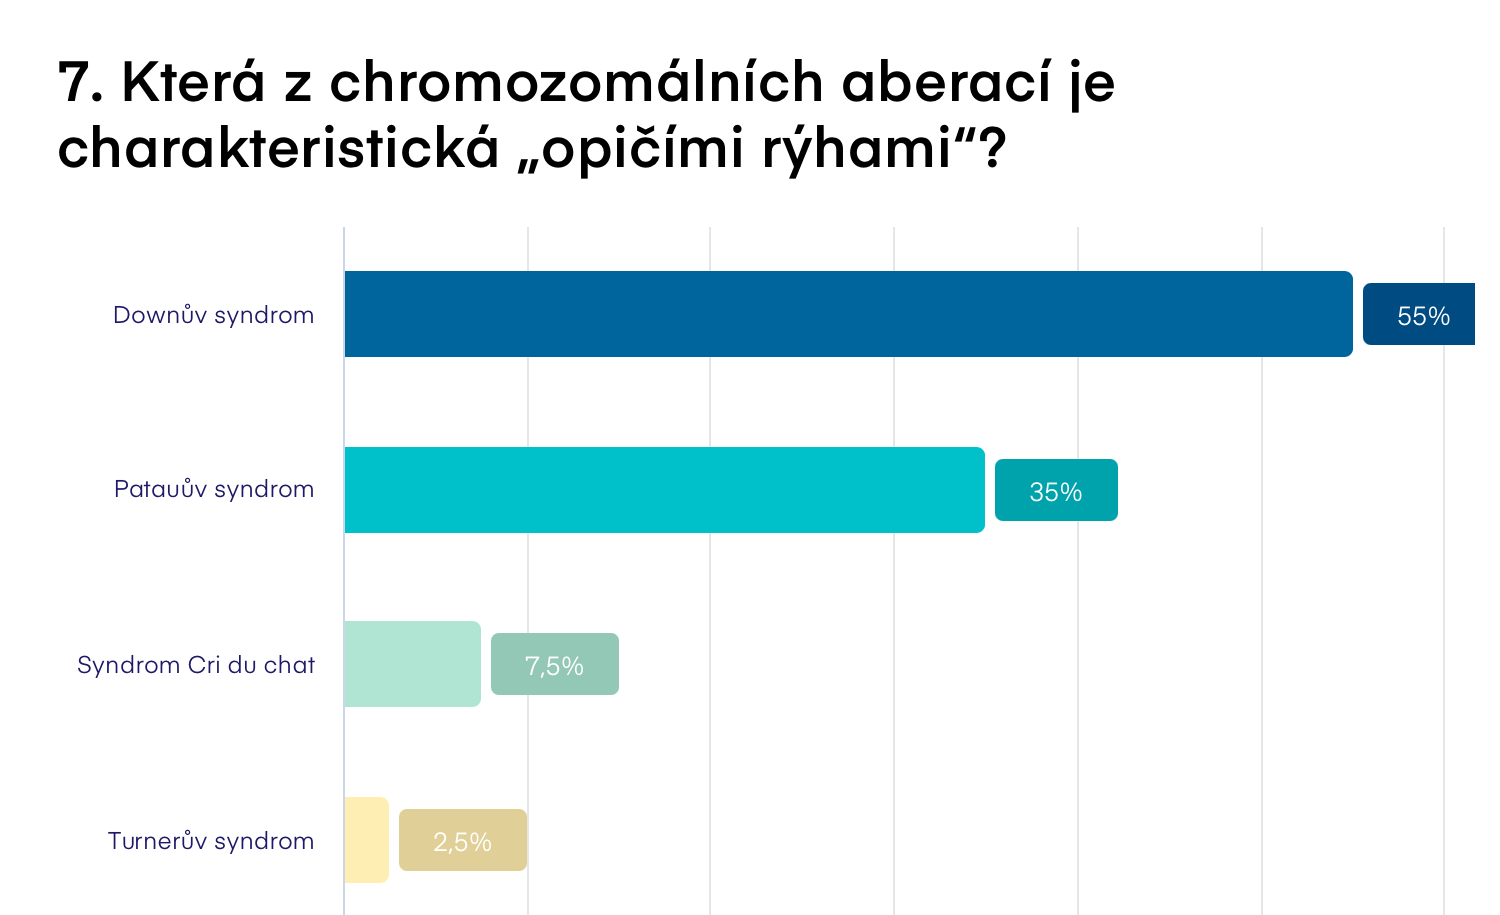 7. Která z chromozomálních aberací je
charakteristická „opičími rýhami“?
Downův syndrom
55%
Patauův syndrom
35%
Syndrom Cri du chat
7,5%
Turnerův syndrom
2,5%